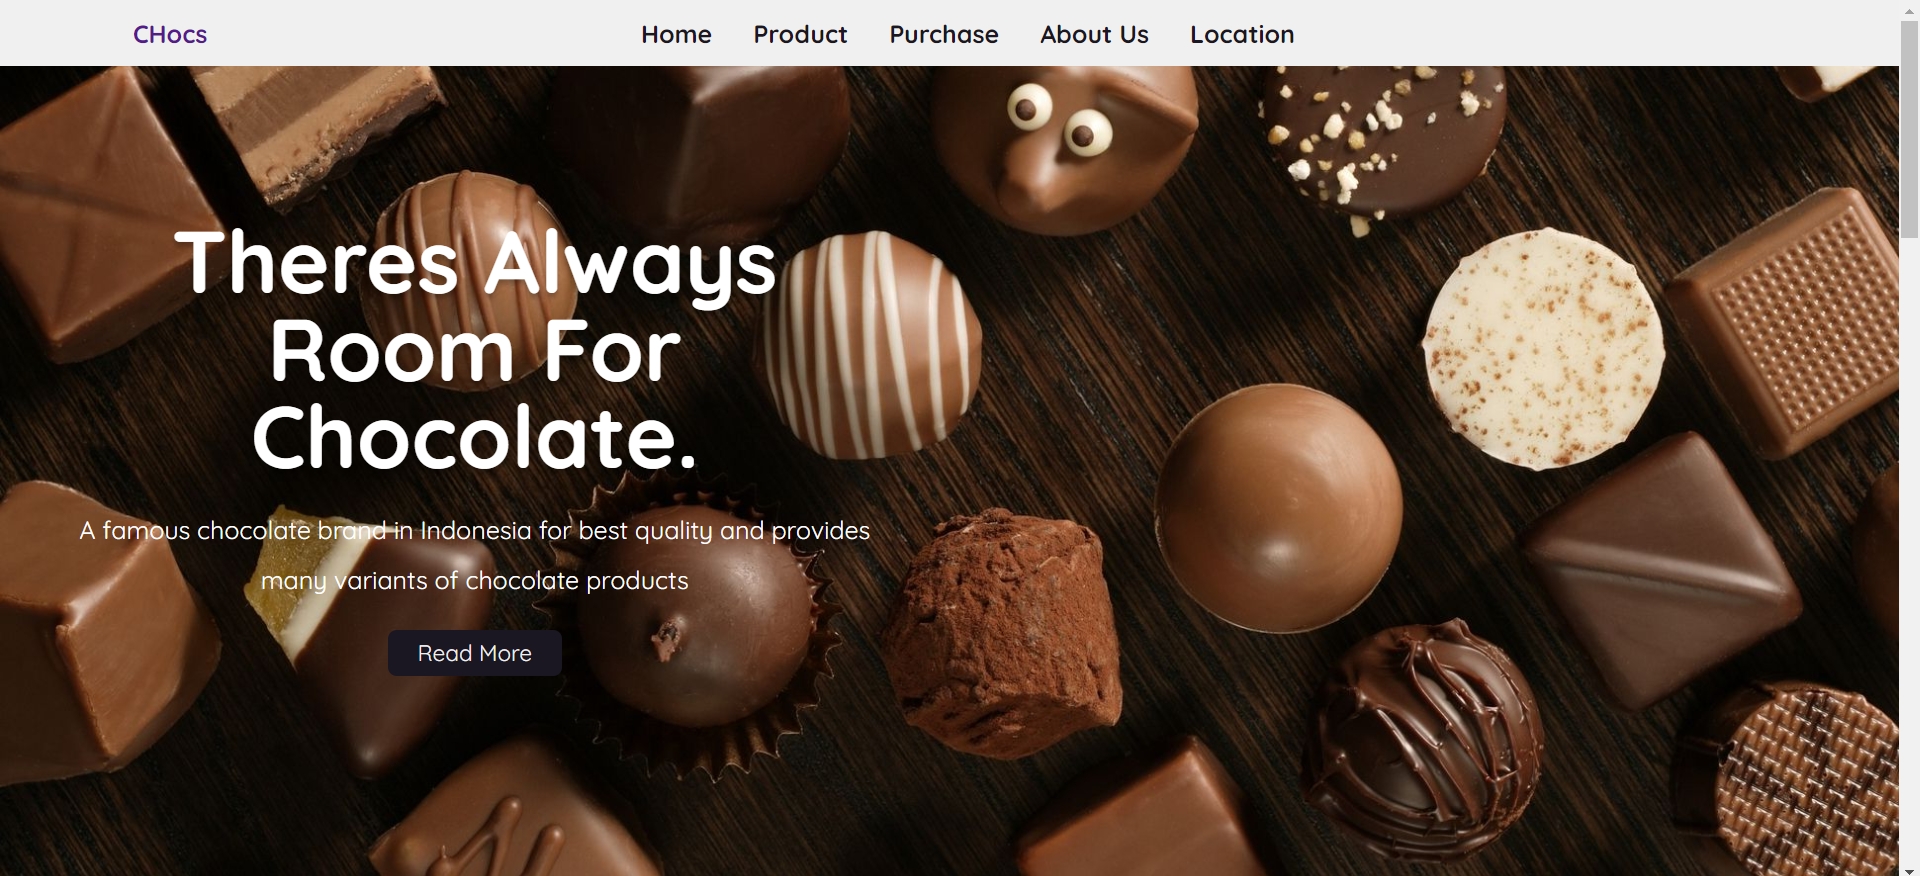 CHocs
Home Product Purchase About Us Location
Theres Always
Room For
Chocolate.
A famous chocolate brand in Indonesia for best quality and provides
many variants of chocolate products
Read More